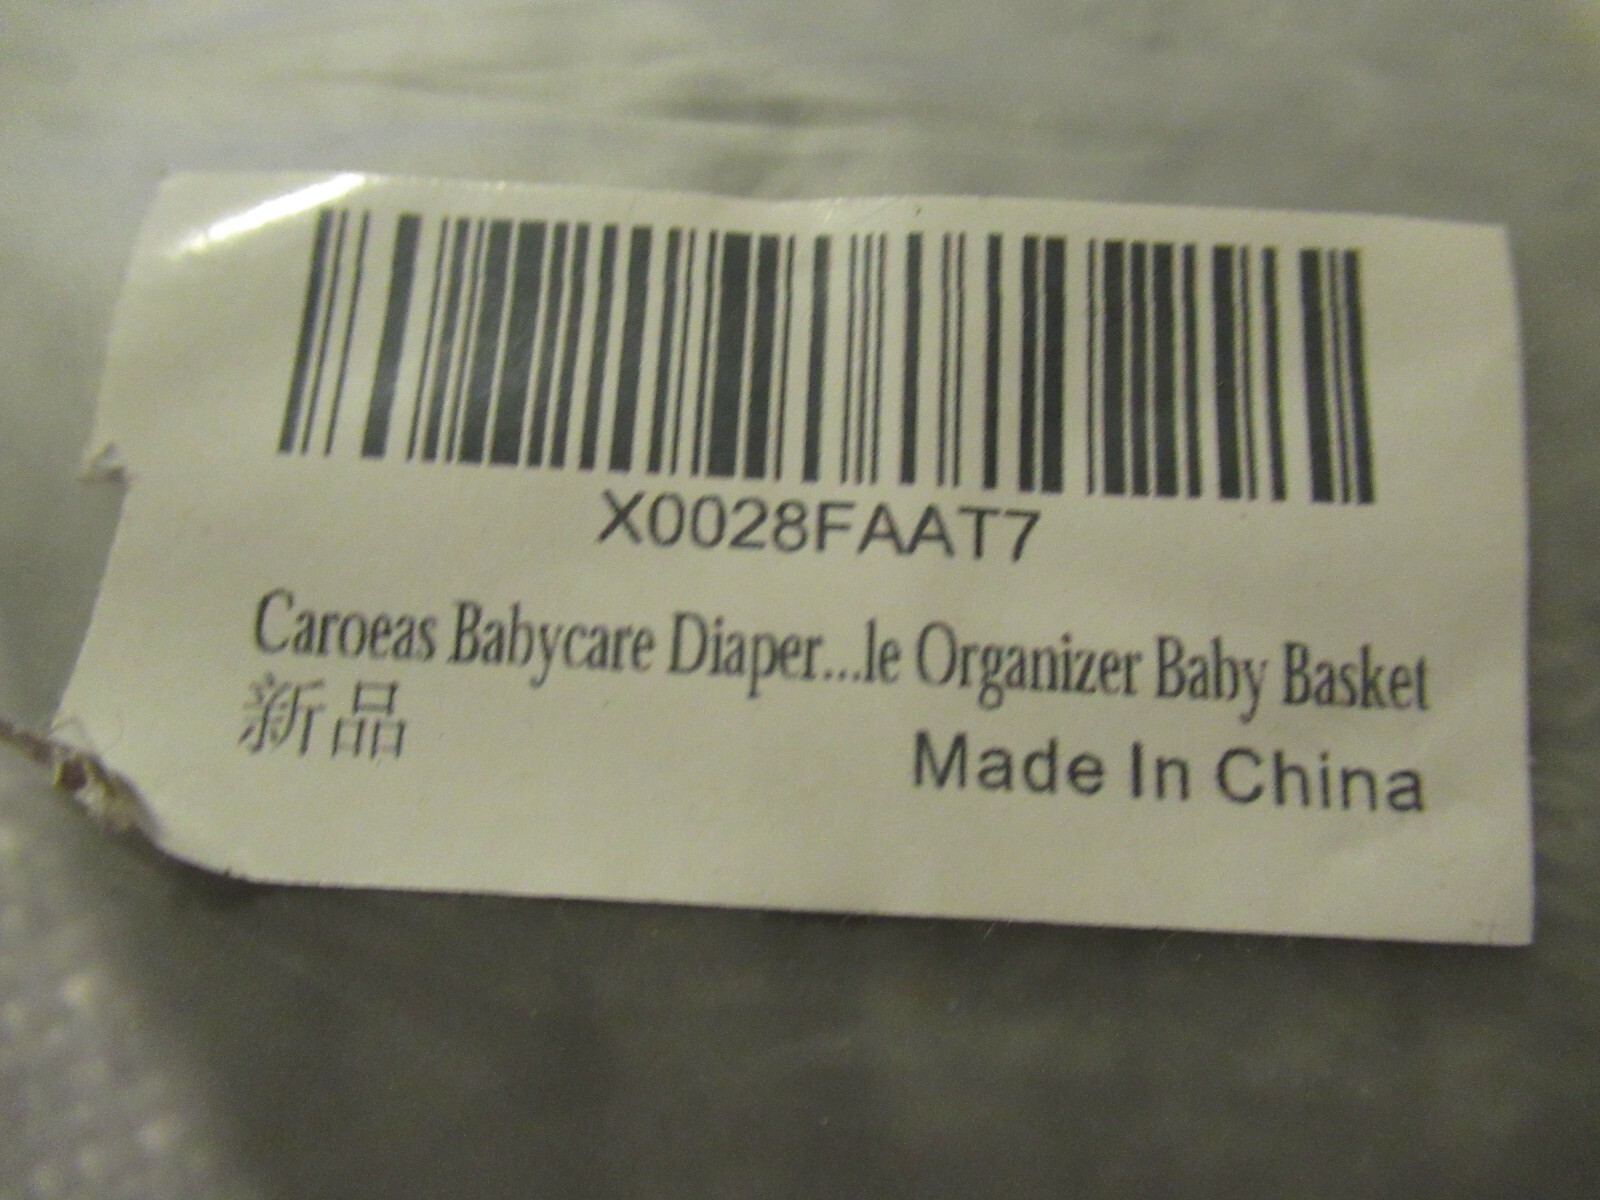 X0028FAAT7
Caroeas Babycare Diaper...le Organizer Baby Basket
新品
Made In China